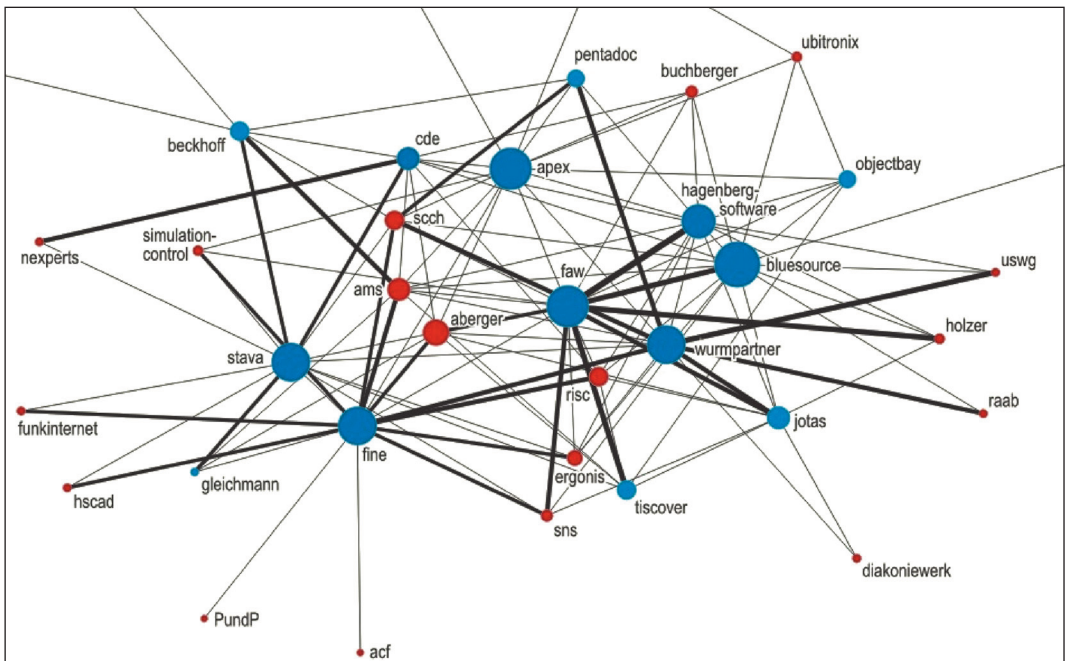 ubitronix
pentadoc
buchberger
beckhoff
cde
apex
objectbay
hagenberg-
software
scch
simulation-
control
nexperts
faw
bluesource
uswg
ams
aberger
holzer
stava
wurmpartner
risc
raab
funkinternet
jotas
fine
ergonis
gleichmann
hscad
tiscover
sns
diakoniewerk
PundP
acf